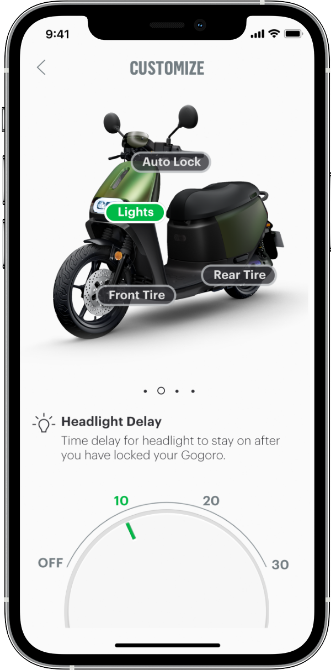 9:41
CUSTOMIZE
Auto Lock
Lights
Rear Tire
Front Tire
Headlight Delay
Time delay for headlight to stay on after
you have locked your Gogoro.
10 20
OFF 30